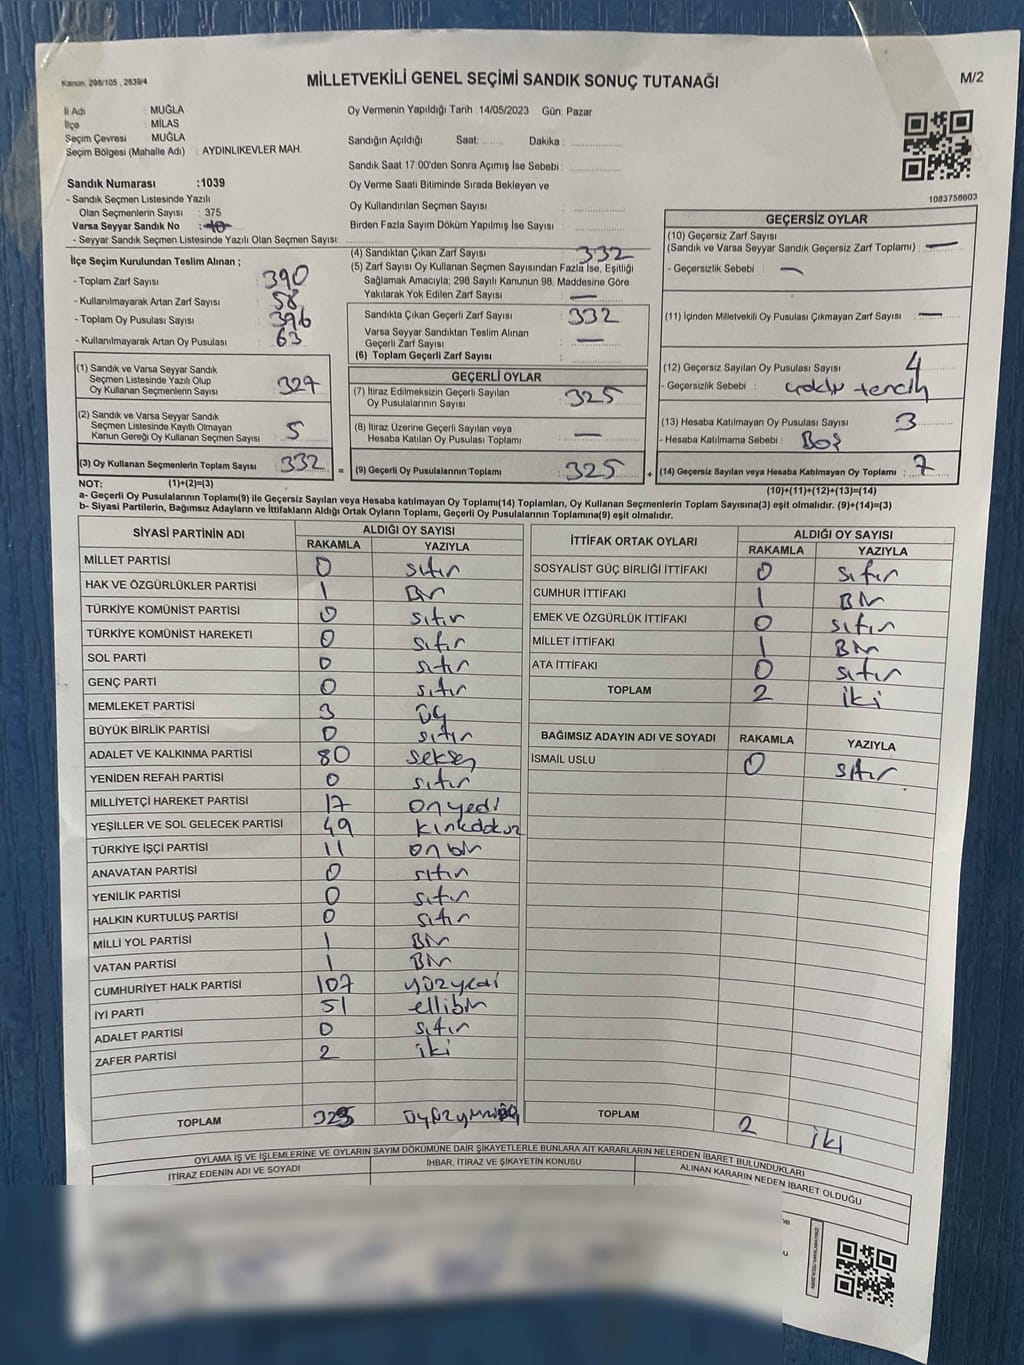 Kanun, 298/105 , 2839/4
MİLLETVEKİLİ GENEL SEÇİMİ SANDIK SONUÇ TUTANAĞI
M/2
İl Adı : MUĞLA
İlçe : MİLAS
Seçim Çevresi : MUĞLA
Seçim Bölgesi (Mahalle Adı) : AYDINLIKEVLER MAH.
Sandık Numarası :1039
- Sandık Seçmen Listesinde Yazılı
Olan Seçmenlerin Sayısı : 375
Varsa Seyyar Sandık No :
- Seyyar Sandık Seçmen Listesinde Yazılı Olan Seçmen Sayısı:
İlçe Seçim Kurulundan Teslim Alınan ;
- Toplam Zarf Sayısı : 390
- Kullanılmayarak Artan Zarf Sayısı : 58
- Toplam Oy Pusulası Sayısı : 396
- Kullanılmayarak Artan Oy Pusulası : 63
(1) Sandık ve Varsa Seyyar Sandık
Seçmen Listesinde Yazılı Olup
Oy Kullanan Seçmenlerin Sayısı : 327
(2) Sandık ve Varsa Seyyar Sandık
Seçmen Listesinde Kayıtlı Olmayan
Kanun Gereği Oy Kullanan Seçmen Sayısı : 5
(3) Oy Kullanan Seçmenlerin Toplam Sayısı : 332 =
Oy Vermenin Yapıldığı Tarih : 14/05/2023 Gün: Pazar
Sandığın Açıldığı Saat: ........ Dakika : ....................
Sandık Saat 17:00'den Sonra Açımış İse Sebebi: ....................
Oy Verme Saati Bitiminde Sırada Bekleyen ve
Oy Kullandırılan Seçmen Sayısı : ....................
Birden Fazla Sayım Döküm Yapılmış İse Sayısı : ....................
(4) Sandıktan Çıkan Zarf Sayısı : 332
(5) Zarf Sayısı Oy Kullanan Seçmen Sayısından Fazla İse, Eşitliği
Sağlamak Amacıyla; 298 Sayılı Kanunun 98. Maddesine Göre
Yakılarak Yok Edilen Zarf Sayısı : —
Sandıkta Çıkan Geçerli Zarf Sayısı : 332
Varsa Seyyar Sandıktan Teslim Alınan
Geçerli Zarf Sayısı : —
(6) Toplam Geçerli Zarf Sayısı :
GEÇERLİ OYLAR
(7) İtiraz Edilmeksizin Geçerli Sayılan
Oy Pusulalarının Sayısı : 325
(8) İtiraz Üzerine Geçerli Sayılan veya
Hesaba Katılan Oy Pusulası Toplamı : —
(9) Geçerli Oy Pusulalarının Toplamı : 325 +
1083758603
GEÇERSİZ OYLAR
(10) Geçersiz Zarf Sayısı
(Sandık ve Varsa Seyyar Sandık Geçersiz Zarf Toplamı) : —
- Geçersizlik Sebebi : —
(11) İçinden Milletvekili Oy Pusulası Çıkmayan Zarf Sayısı : —
(12) Geçersiz Sayılan Oy Pusulası Sayısı : 4
- Geçersizlik Sebebi : tercih
(13) Hesaba Katılmayan Oy Pusulası Sayısı : 3
- Hesaba Katılmama Sebebi : Boş
(14) Geçersiz Sayılan veya Hesaba Katılmayan Oy Toplamı : 7
NOT: (1)+(2)=(3)
(10)+(11)+(12)+(13)=(14)
a- Geçerli Oy Pusulalarının Toplamı(9) ile Geçersiz Sayılan veya Hesaba katılmayan Oy Toplamı(14) Toplamları, Oy Kullanan Seçmenlerin Toplam Sayısına(3) eşit olmalıdır. (9)+(14)=(3)
b- Siyasi Partilerin, Bağımsız Adayların ve İttifakların Aldığı Ortak Oyların Toplamı, Geçerli Oy Pusulalarının Toplamına(9) eşit olmalıdır.
SİYASİ PARTİNİN ADI ALDIĞI OY SAYISI
RAKAMLA YAZIYLA
MİLLET PARTİSİ 0 sıfır
HAK VE ÖZGÜRLÜKLER PARTİSİ 1 Bir
TÜRKİYE KOMÜNİST PARTİSİ 0 sıfır
TÜRKİYE KOMÜNİST HAREKETİ 0 sıfır
SOL PARTİ 0 sıfır
GENÇ PARTİ 0 sıfır
MEMLEKET PARTİSİ 3 üç
BÜYÜK BİRLİK PARTİSİ 0 sıfır
ADALET VE KALKINMA PARTİSİ 80 seksen
YENİDEN REFAH PARTİSİ 0 sıfır
MİLLİYETÇİ HAREKET PARTİSİ 17 onyedi
YEŞİLLER VE SOL GELECEK PARTİSİ 49 kırkdokuz
TÜRKİYE İŞÇİ PARTİSİ 11 onbir
ANAVATAN PARTİSİ 0 sıfır
YENİLİK PARTİSİ 0 sıfır
HALKIN KURTULUŞ PARTİSİ 0 sıfır
MİLLİ YOL PARTİSİ 1 Bir
VATAN PARTİSİ 1 Bir
CUMHURİYET HALK PARTİSİ 107 yüzyedi
İYİ PARTİ 51 ellibir
ADALET PARTİSİ 0 sıfır
ZAFER PARTİSİ 2 iki
TOPLAM
İTTİFAK ORTAK OYLARI ALDIĞI OY SAYISI
RAKAMLA YAZIYLA
SOSYALİST GÜÇ BİRLİĞİ İTTİFAKI 0 sıfır
CUMHUR İTTİFAKI 1 Bir
EMEK VE ÖZGÜRLÜK İTTİFAKI 0 sıfır
MİLLET İTTİFAKI 1 Bir
ATA İTTİFAKI 0 sıfır
TOPLAM 2 iki
BAĞIMSIZ ADAYIN ADI VE SOYADI RAKAMLA YAZIYLA
İSMAİL USLU 0 sıfır
TOPLAM 2 iki
OYLAMA İŞ VE İŞLEMLERİNE VE OYLARIN SAYIM DÖKÜMÜNE DAİR ŞİKAYETLERLE BUNLARA AİT KARARLARIN NELERDEN İBARET BULUNDUKLARI
İTİRAZ EDENİN ADI VE SOYADI İHBAR, İTİRAZ VE ŞİKAYETİN KONUSU ALINAN KARARIN NEDEN İBARET OLDUĞU